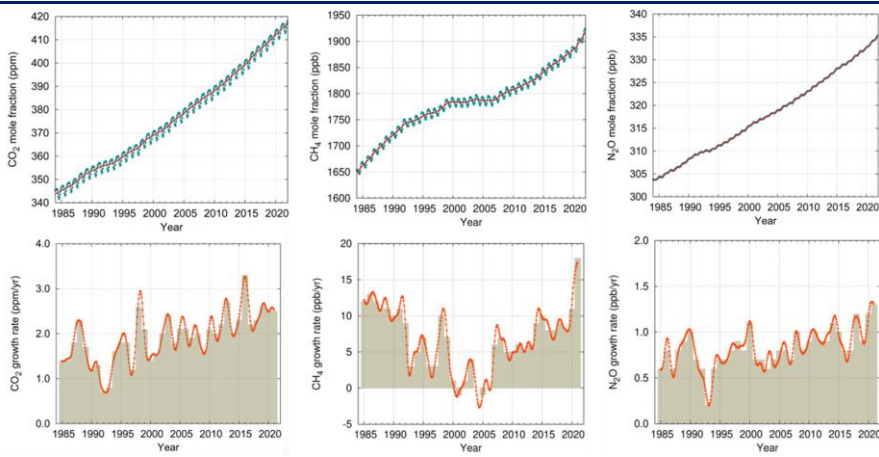 CO2 mole fraction (ppm)
420
410
400
390
380
370
360
350
340
1985 1990 1995 2000 2005 2010 2015 2020
Year
CH4 mole fraction (ppb)
1950
1900
1850
1800
1750
1700
1650
1600
1985 1990 1995 2000 2005 2010 2015 2020
Year
N2O mole fraction (ppb)
340
335
330
325
320
315
310
305
300
1985 1990 1995 2000 2005 2010 2015 2020
Year
CO2 growth rate (ppm/yr)
4.0
3.0
2.0
1.0
0.0
1985 1990 1995 2000 2005 2010 2015 2020
Year
CH4 growth rate (ppb/yr)
20
15
10
5
0
-5
1985 1990 1995 2000 2005 2010 2015 2020
Year
N2O growth rate (ppb/yr)
2.0
1.5
1.0
0.5
0.0
1985 1990 1995 2000 2005 2010 2015 2020
Year